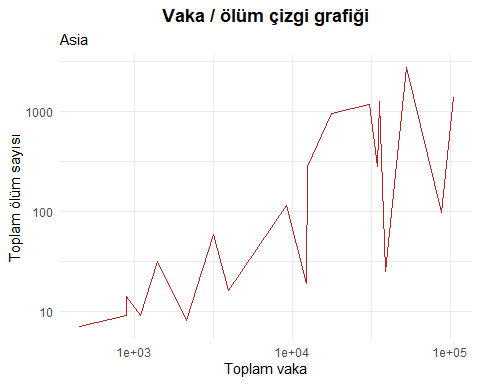 Vaka / ölüm çizgi grafiği
Asia
Toplam ölüm sayısı
1000
100
10
1e+03
1e+04
1e+05
Toplam vaka